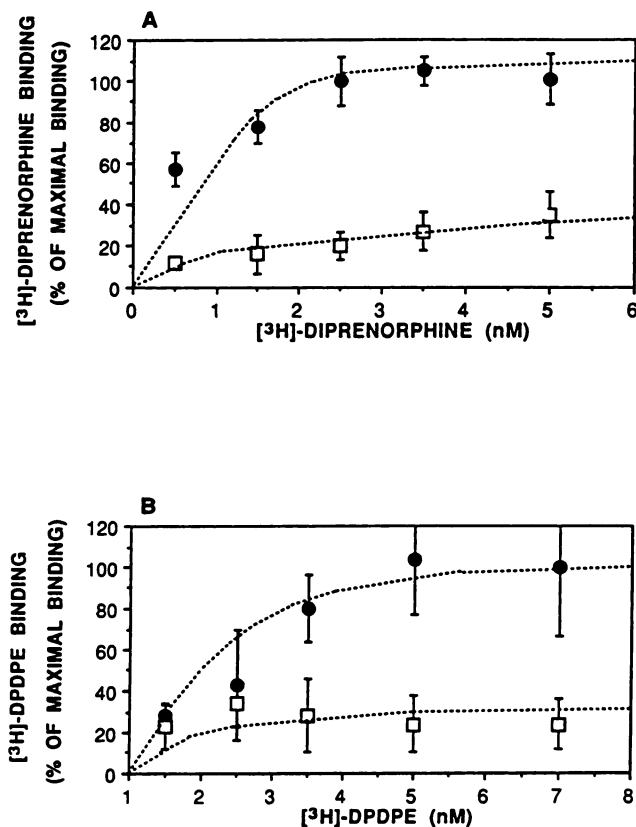 A
[³H]-DIPRENORPHINE BINDING
(% OF MAXIMAL BINDING)
120
100
80
60
40
20
0
0 1 2 3 4 5 6
[³H]-DIPRENORPHINE (nM)
B
[³H]-DPDPE BINDING
(% OF MAXIMAL BINDING)
120
100
80
60
40
20
0
1 2 3 4 5 6 7 8
[³H]-DPDPE (nM)